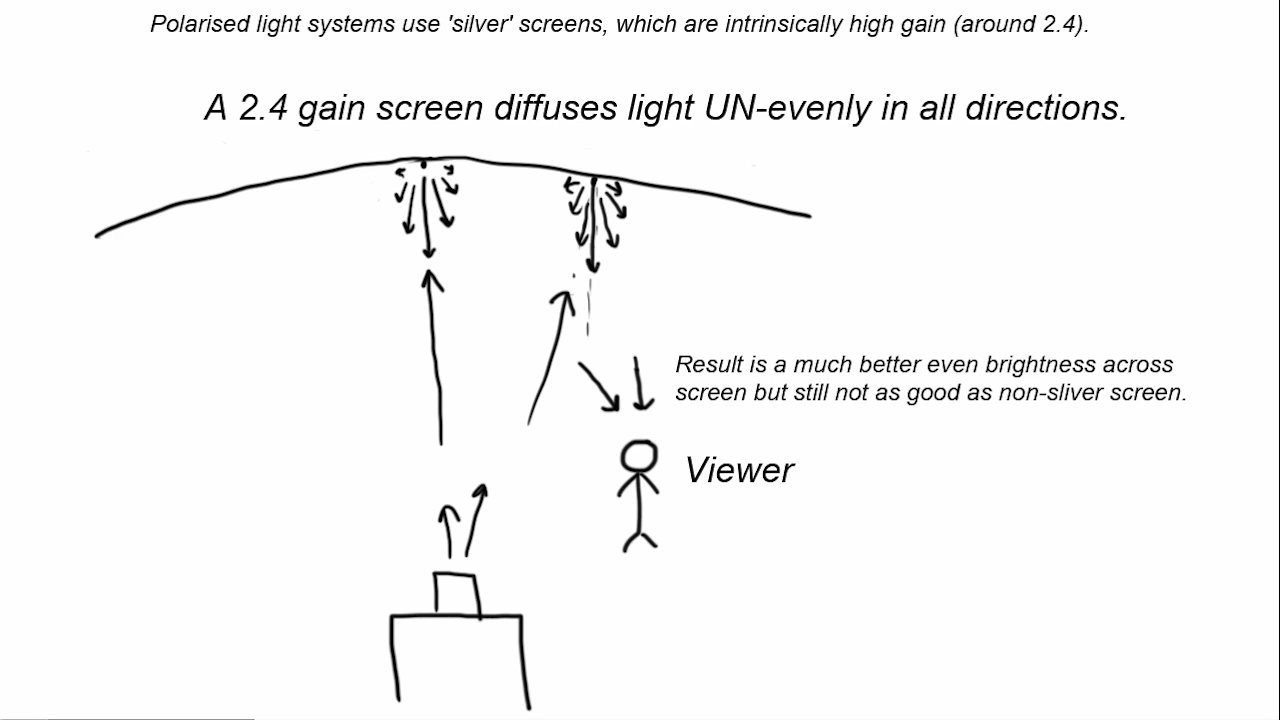 Polarised light systems use 'silver' screens, which are intrinsically high gain (around 2.4).
A 2.4 gain screen diffuses light UN-evenly in all directions.
Result is a much better even brightness across
screen but still not as good as non-sliver screen.
Viewer